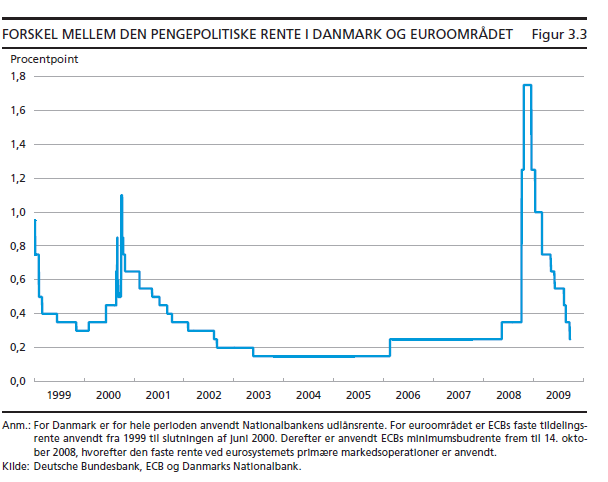 FORSKEL MELLEM DEN PENGEPOLITISKE RENTE I DANMARK OG EUROOMRÅDET Figur 3.3
Procentpoint
1,8
1,6
1,4
1,2
1,0
0,8
0,6
0,4
0,2
0,0
1999 2000 2001 2002 2003 2004 2005 2006 2007 2008 2009
Anm.: For Danmark er for hele perioden anvendt Nationalbankens udlånsrente. For euroområdet er ECBs faste tildelings-
rente anvendt fra 1999 til slutningen af juni 2000. Derefter er anvendt ECBs minimumsbudrente frem til 14. okto-
ber 2008, hvorefter den faste rente ved eurosystemets primære markedsoperationer er anvendt.
Kilde: Deutsche Bundesbank, ECB og Danmarks Nationalbank.